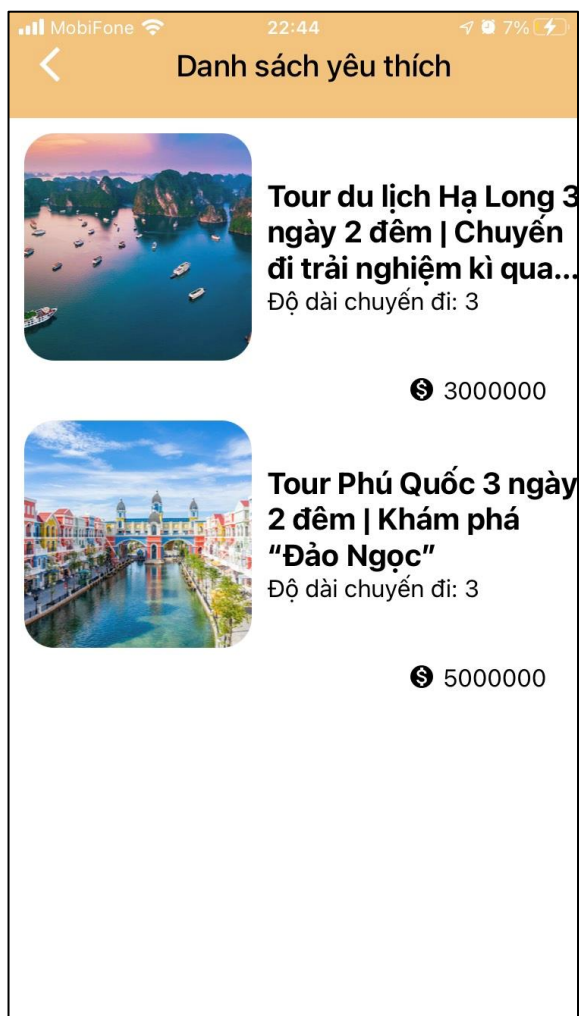 MobiFone 22:44 7%
Danh sách yêu thích
Tour du lịch Hạ Long 3
ngày 2 đêm | Chuyến
đi trải nghiệm kì qua...
Độ dài chuyến đi: 3
3000000
Tour Phú Quốc 3 ngày
2 đêm | Khám phá
“Đảo Ngọc”
Độ dài chuyến đi: 3
5000000